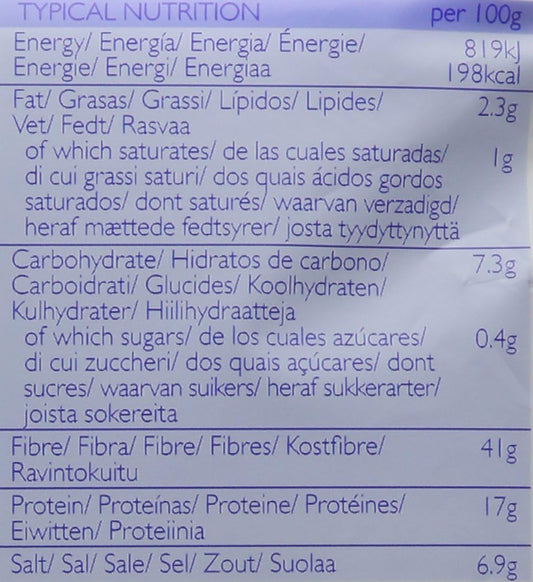 TYPICAL NUTRITION per 100g
Energy/ Energía/ Energia/ Énergie/ 819kJ
Energie/ Energi/ Energiaa 198kcal
Fat/ Grasas/ Grassi/ Lípidos/ Lipides/ 2.3g
Vet/ Fedt/ Rasvaa
of which saturates/ de las cuales saturadas/ 1g
di cui grassi saturi/ dos quais ácidos gordos
saturados/ dont saturés/ waarvan verzadigd/
heraf mættede fedtsyrer/ josta tyydyttynyttä
Carbohydrate/ Hidratos de carbono/ 7.3g
Carboidrati/ Glucides/ Koolhydraten/
Kulhydrater/ Hiilihydraatteja
of which sugars/ de los cuales azúcares/ 0.4g
di cui zuccheri/ dos quais açúcares/ dont
sucres/ waarvan suikers/ heraf sukkerarter/
joista sokereita
Fibre/ Fibra/ Fibre/ Fibres/ Kostfibre/ 41g
Ravintokuitu
Protein/ Proteínas/ Proteine/ Protéines/ 17g
Eiwitten/ Proteiinia
Salt/ Sal/ Sale/ Sel/ Zout/ Suolaa 6.9g